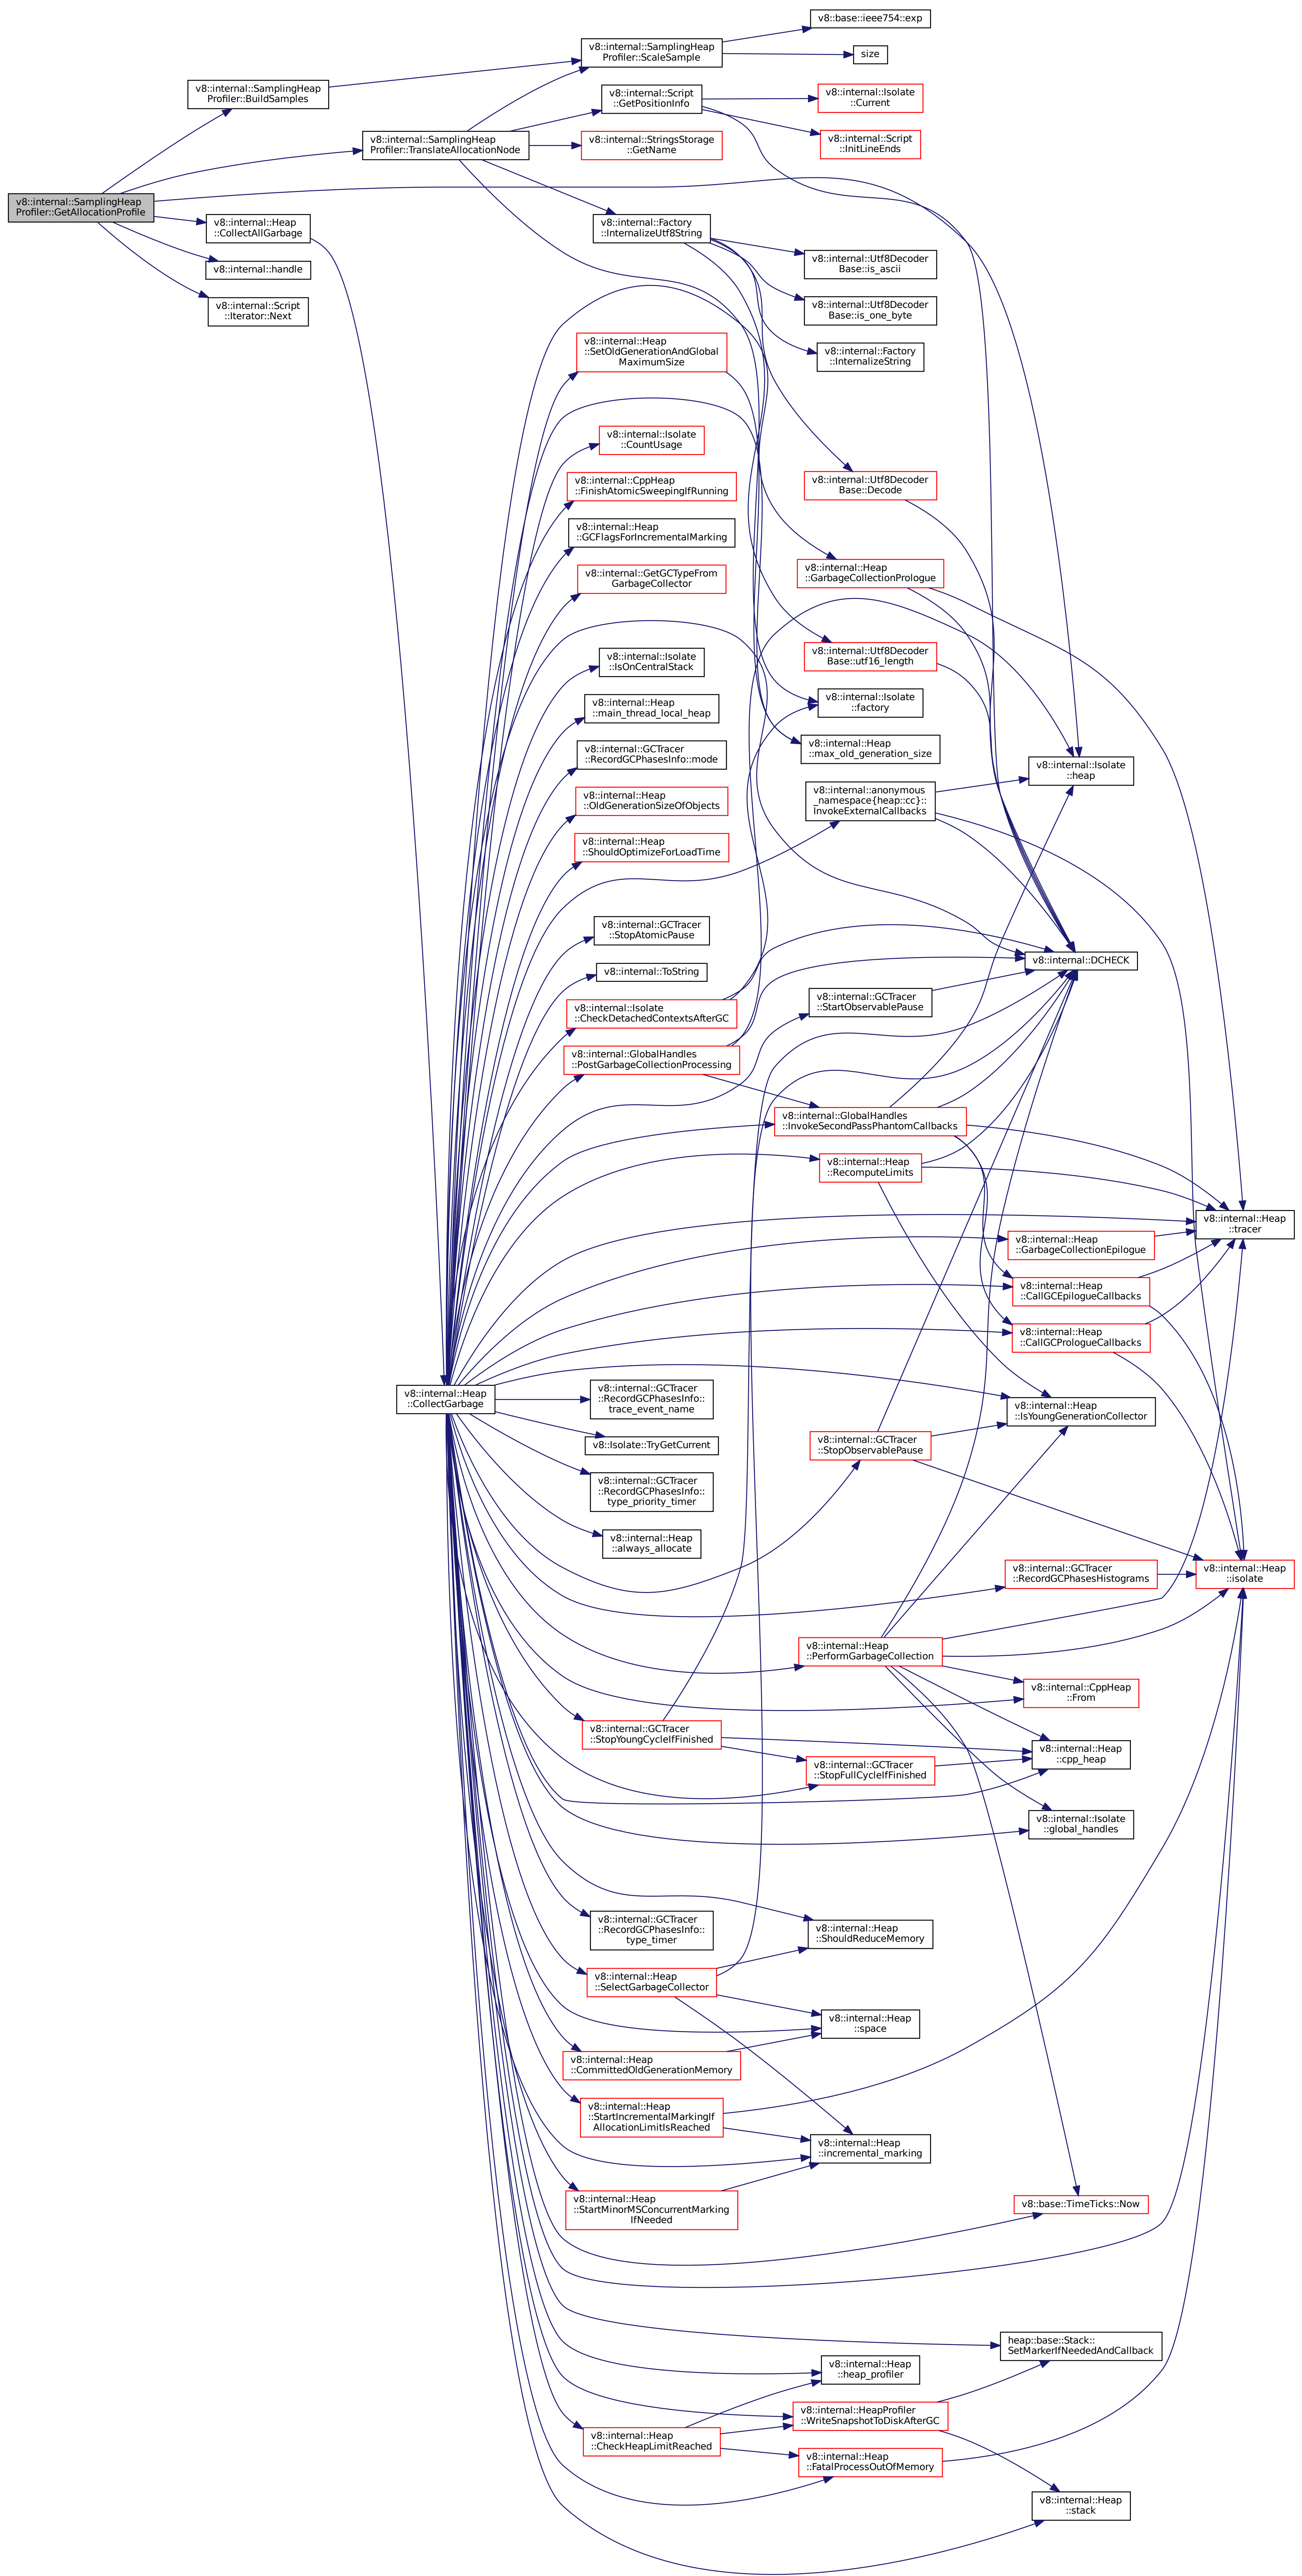 v8::base::ieee754::exp
v8::internal::SamplingHeap
Profiler::ScaleSample
size
v8::internal::SamplingHeap
Profiler::BuildSamples
v8::internal::Script
::GetPositionInfo
v8::internal::Isolate
::Current
v8::internal::SamplingHeap
Profiler::TranslateAllocationNode
v8::internal::StringsStorage
::GetName
v8::internal::Script
::InitLineEnds
v8::internal::SamplingHeap
Profiler::GetAllocationProfile
v8::internal::Heap
::CollectAllGarbage
v8::internal::Factory
::InternalizeUtf8String
v8::internal::handle
v8::internal::Utf8Decoder
Base::is_ascii
v8::internal::Script
::Iterator::Next
v8::internal::Utf8Decoder
Base::is_one_byte
v8::internal::Heap
::SetOldGenerationAndGlobal
MaximumSize
v8::internal::Factory
::InternalizeString
v8::internal::Isolate
::CountUsage
v8::internal::CppHeap
::FinishAtomicSweepingIfRunning
v8::internal::Utf8Decoder
Base::Decode
v8::internal::Heap
::GCFlagsForIncrementalMarking
v8::internal::GetGCTypeFrom
GarbageCollector
v8::internal::Heap
::GarbageCollectionPrologue
v8::internal::Isolate
::IsOnCentralStack
v8::internal::Utf8Decoder
Base::utf16_length
v8::internal::Heap
::main_thread_local_heap
v8::internal::Isolate
::factory
v8::internal::GCTracer
::RecordGCPhasesInfo::mode
v8::internal::Heap
::max_old_generation_size
v8::internal::Isolate
::heap
v8::internal::Heap
::OldGenerationSizeOfObjects
v8::internal::anonymous
_namespace{heap::cc}::
InvokeExternalCallbacks
v8::internal::Heap
::ShouldOptimizeForLoadTime
v8::internal::GCTracer
::StopAtomicPause
v8::internal::DCHECK
v8::internal::ToString
v8::internal::Isolate
::CheckDetachedContextsAfterGC
v8::internal::GCTracer
::StartObservablePause
v8::internal::GlobalHandles
::PostGarbageCollectionProcessing
v8::internal::GlobalHandles
::InvokeSecondPassPhantomCallbacks
v8::internal::Heap
::RecomputeLimits
v8::internal::Heap
::tracer
v8::internal::Heap
::GarbageCollectionEpilogue
v8::internal::Heap
::CallGCEpilogueCallbacks
v8::internal::Heap
::CallGCPrologueCallbacks
v8::internal::Heap
::CollectGarbage
v8::internal::GCTracer
::RecordGCPhasesInfo::
trace_event_name
v8::internal::Heap
::IsYoungGenerationCollector
v8::Isolate::TryGetCurrent
v8::internal::GCTracer
::StopObservablePause
v8::internal::GCTracer
::RecordGCPhasesInfo::
type_priority_timer
v8::internal::Heap
::always_allocate
v8::internal::GCTracer
::RecordGCPhasesHistograms
v8::internal::Heap
::isolate
v8::internal::Heap
::PerformGarbageCollection
v8::internal::CppHeap
::From
v8::internal::GCTracer
::StopYoungCycleIfFinished
v8::internal::Heap
::cpp_heap
v8::internal::GCTracer
::StopFullCycleIfFinished
v8::internal::Isolate
::global_handles
v8::internal::GCTracer
::RecordGCPhasesInfo::
type_timer
v8::internal::Heap
::ShouldReduceMemory
v8::internal::Heap
::SelectGarbageCollector
v8::internal::Heap
::space
v8::internal::Heap
::CommittedOldGenerationMemory
v8::internal::Heap
::StartIncrementalMarkingIf
AllocationLimitIsReached
v8::internal::Heap
::incremental_marking
v8::internal::Heap
::StartMinorMSConcurrentMarking
IfNeeded
v8::base::TimeTicks::Now
heap::base::Stack::
SetMarkerIfNeededAndCallback
v8::internal::Heap
::heap_profiler
v8::internal::HeapProfiler
::WriteSnapshotToDiskAfterGC
v8::internal::Heap
::CheckHeapLimitReached
v8::internal::Heap
::FatalProcessOutOfMemory
v8::internal::Heap
::stack